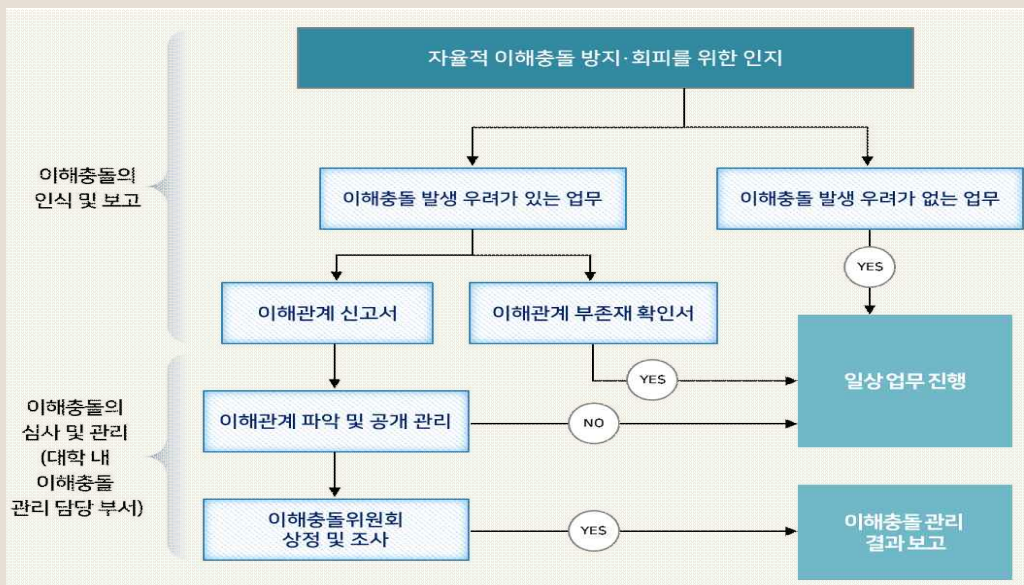 자율적 이해충돌 방지·회피를 위한 인지
이해충돌의
인식 및 보고
이해충돌 발생 우려가 있는 업무
이해충돌 발생 우려가 없는 업무
YES
이해관계 신고서
이해관계 부존재 확인서
YES
일상 업무 진행
이해충돌의
심사 및 관리
(대학 내
이해충돌
관리 담당 부서)
이해관계 파악 및 공개 관리
NO
이해충돌위원회
상정 및 조사
YES
이해충돌 관리
결과 보고